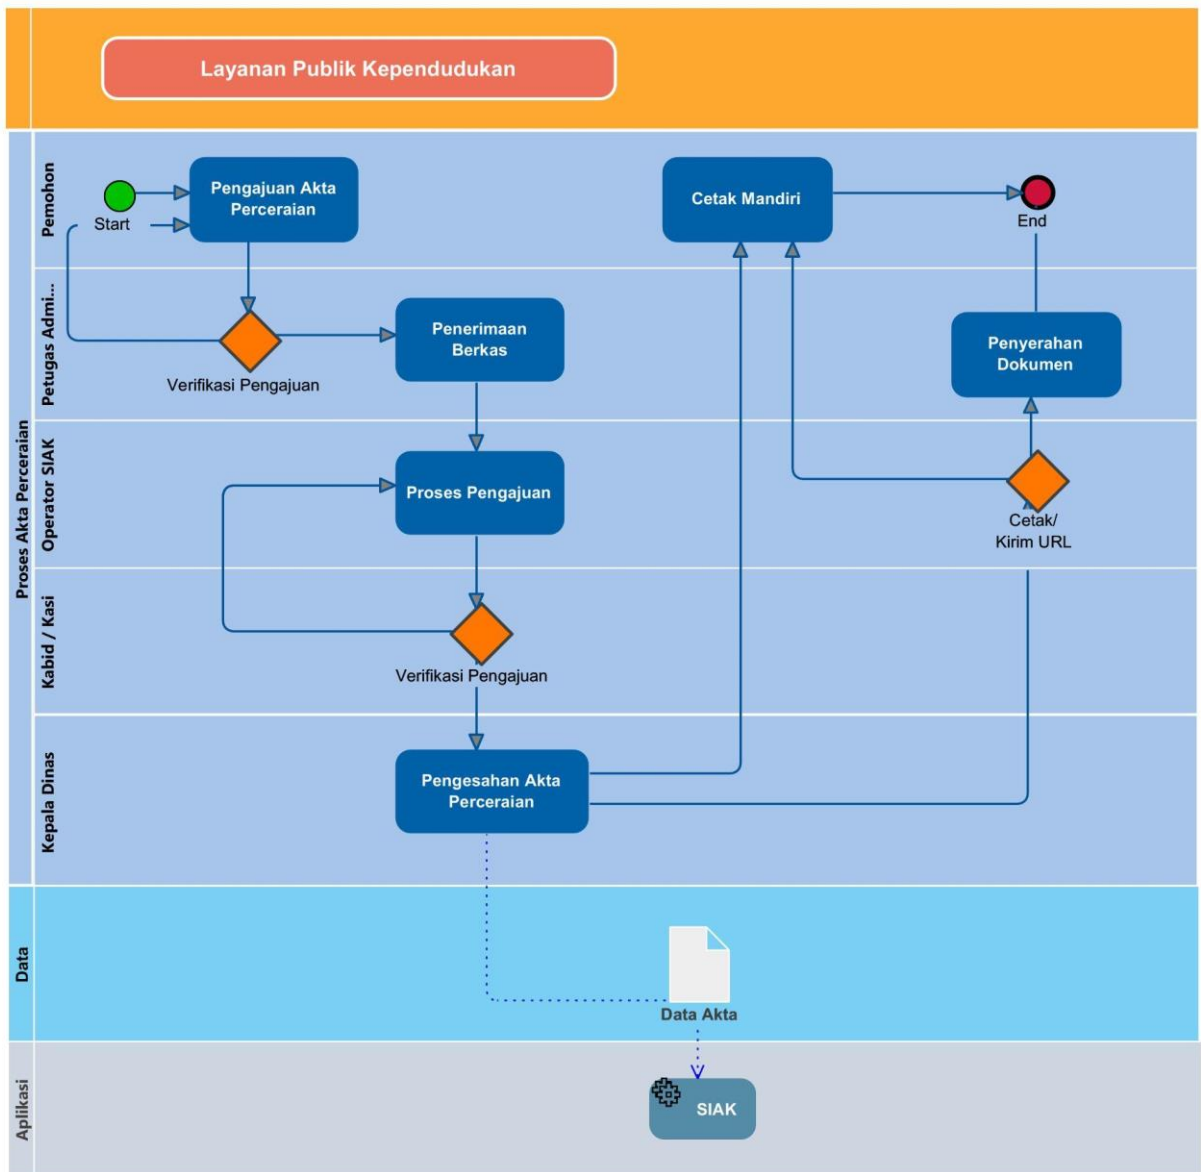 Layanan Publik Kependudukan
Proses Akta Perceraian
Pemohon
Start
Pengajuan Akta
Perceraian
Cetak Mandiri
End
Petugas Admi...
Verifikasi Pengajuan
Penerimaan
Berkas
Penyerahan
Dokumen
Operator SIAK
Proses Pengajuan
Cetak/
Kirim URL
Kabid / Kasi
Verifikasi Pengajuan
Kepala Dinas
Pengesahan Akta
Perceraian
Data
Data Akta
Aplikasi
SIAK